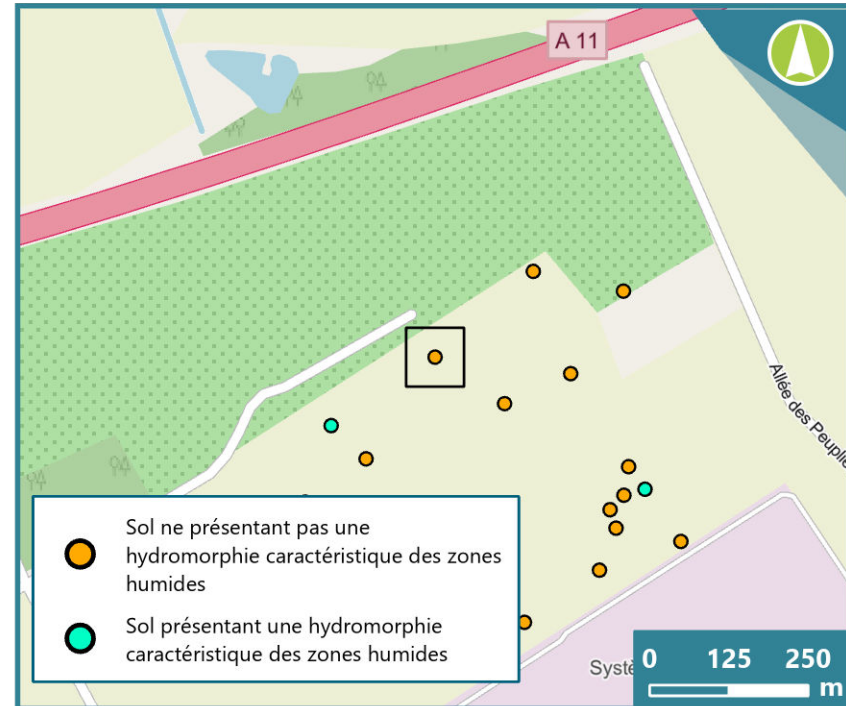 A 11
Allée des Peuplie
Sol ne présentant pas une
hydromorphie caractéristique des zones
humides
Sol présentant une hydromorphie
caractéristique des zones humides
Systè
0 125 250
m